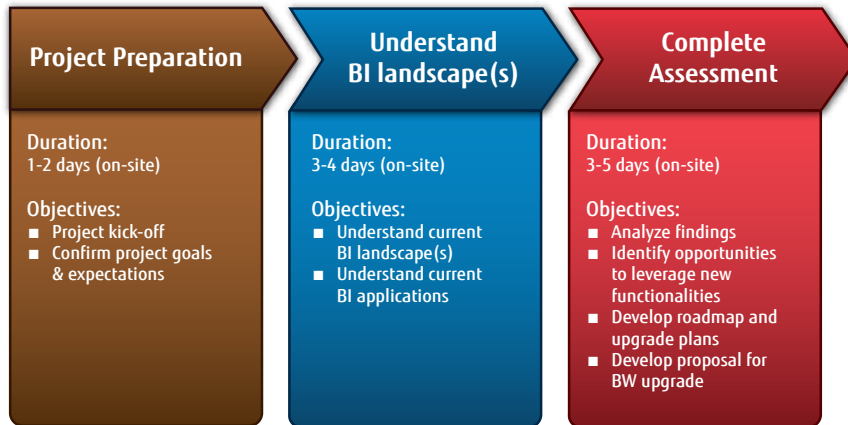 Project Preparation
Duration:
1-2 days (on-site)
Objectives:
■ Project kick-off
■ Confirm project goals
& expectations
Understand
BI landscape(s)
Duration:
3-4 days (on-site)
Objectives:
■ Understand current
BI landscape(s)
■ Understand current
BI applications
Complete
Assessment
Duration:
3-5 days (on-site)
Objectives:
■ Analyze findings
■ Identify opportunities
to leverage new
functionalities
■ Develop roadmap and
upgrade plans
■ Develop proposal for
BW upgrade